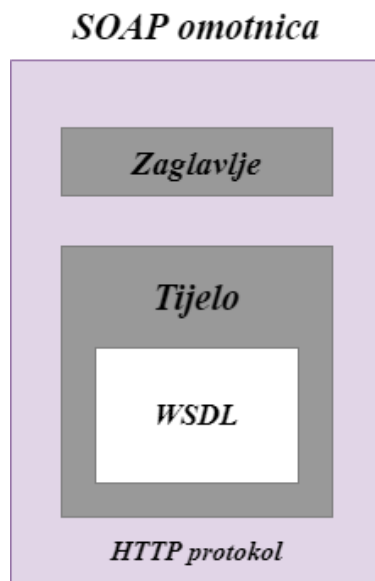 SOAP omotnica
Zaglavlje
Tijelo
WSDL
HTTP protokol